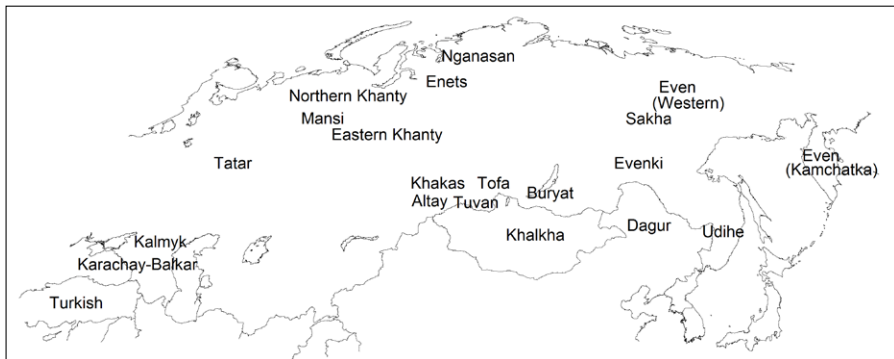 Nganasan
Enets
Northern Khanty
Mansi
Eastern Khanty
Even
(Western)
Sakha
Tatar
Evenki
Even
(Kamchatka)
Khakas
Tofa
Altay
Tuvan
Buryat
Khalkha
Dagur
Udihe
Kalmyk
Karachay-Balkar
Turkish